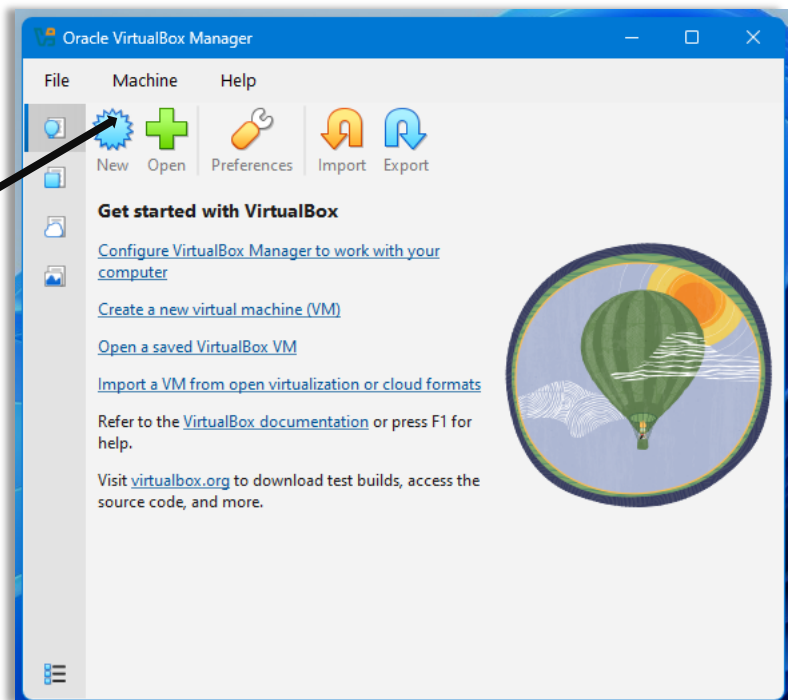 Oracle VirtualBox Manager
File Machine Help
New Open Preferences Import Export
Get started with VirtualBox
Configure VirtualBox Manager to work with your
computer
Create a new virtual machine (VM)
Open a saved VirtualBox VM
Import a VM from open virtualization or cloud formats
Refer to the VirtualBox documentation or press F1 for
help.
Visit virtualbox.org to download test builds, access the
source code, and more.